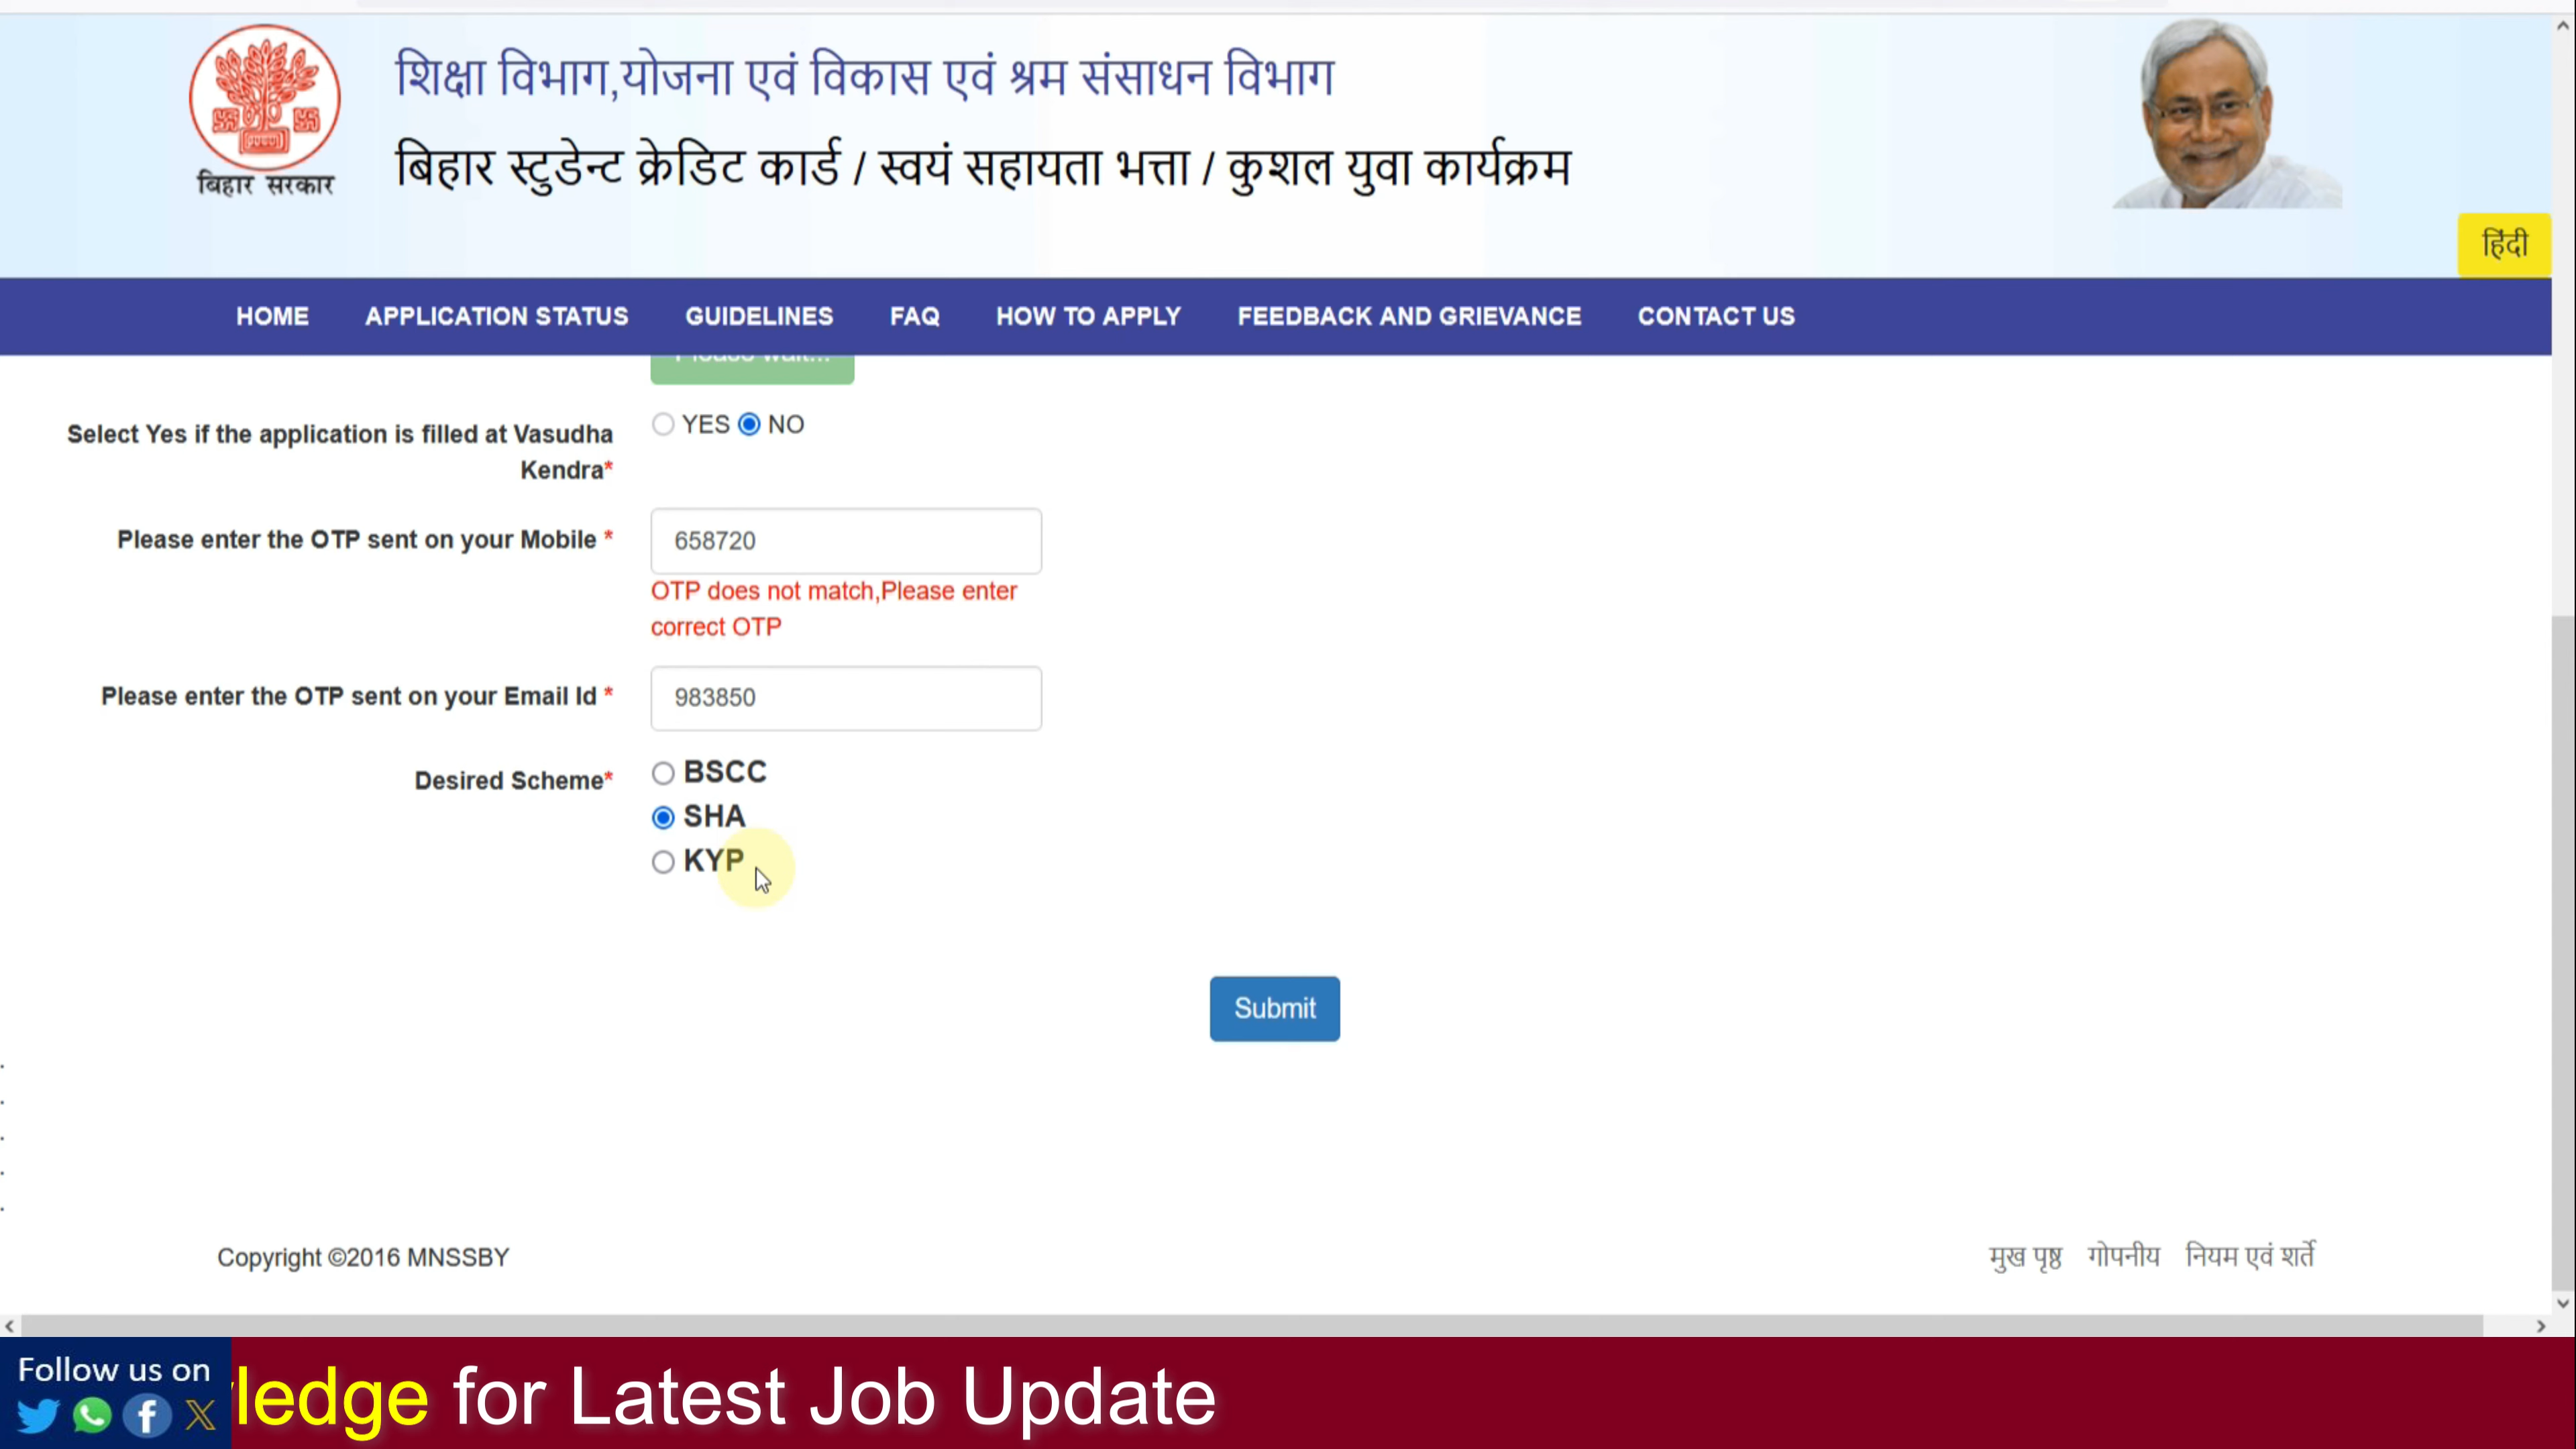 शिक्षा विभाग,योजना एवं विकास एवं श्रम संसाधन विभाग
बिहार स्टुडेन्ट क्रेडिट कार्ड / स्वयं सहायता भत्ता / कुशल युवा कार्यक्रम
बिहार सरकार
हिंदी
HOME APPLICATION STATUS GUIDELINES FAQ HOW TO APPLY FEEDBACK AND GRIEVANCE CONTACT US
Please wait...
Select Yes if the application is filled at Vasudha
Kendra*
YES NO
Please enter the OTP sent on your Mobile *
658720
OTP does not match,Please enter
correct OTP
Please enter the OTP sent on your Email Id *
983850
Desired Scheme*
BSCC
SHA
KYP
Submit
.
.
.
.
.
Copyright ©2016 MNSSBY
मुख पृष्ठ गोपनीय नियम एवं शर्ते
Follow us on
ledge for Latest Job Update